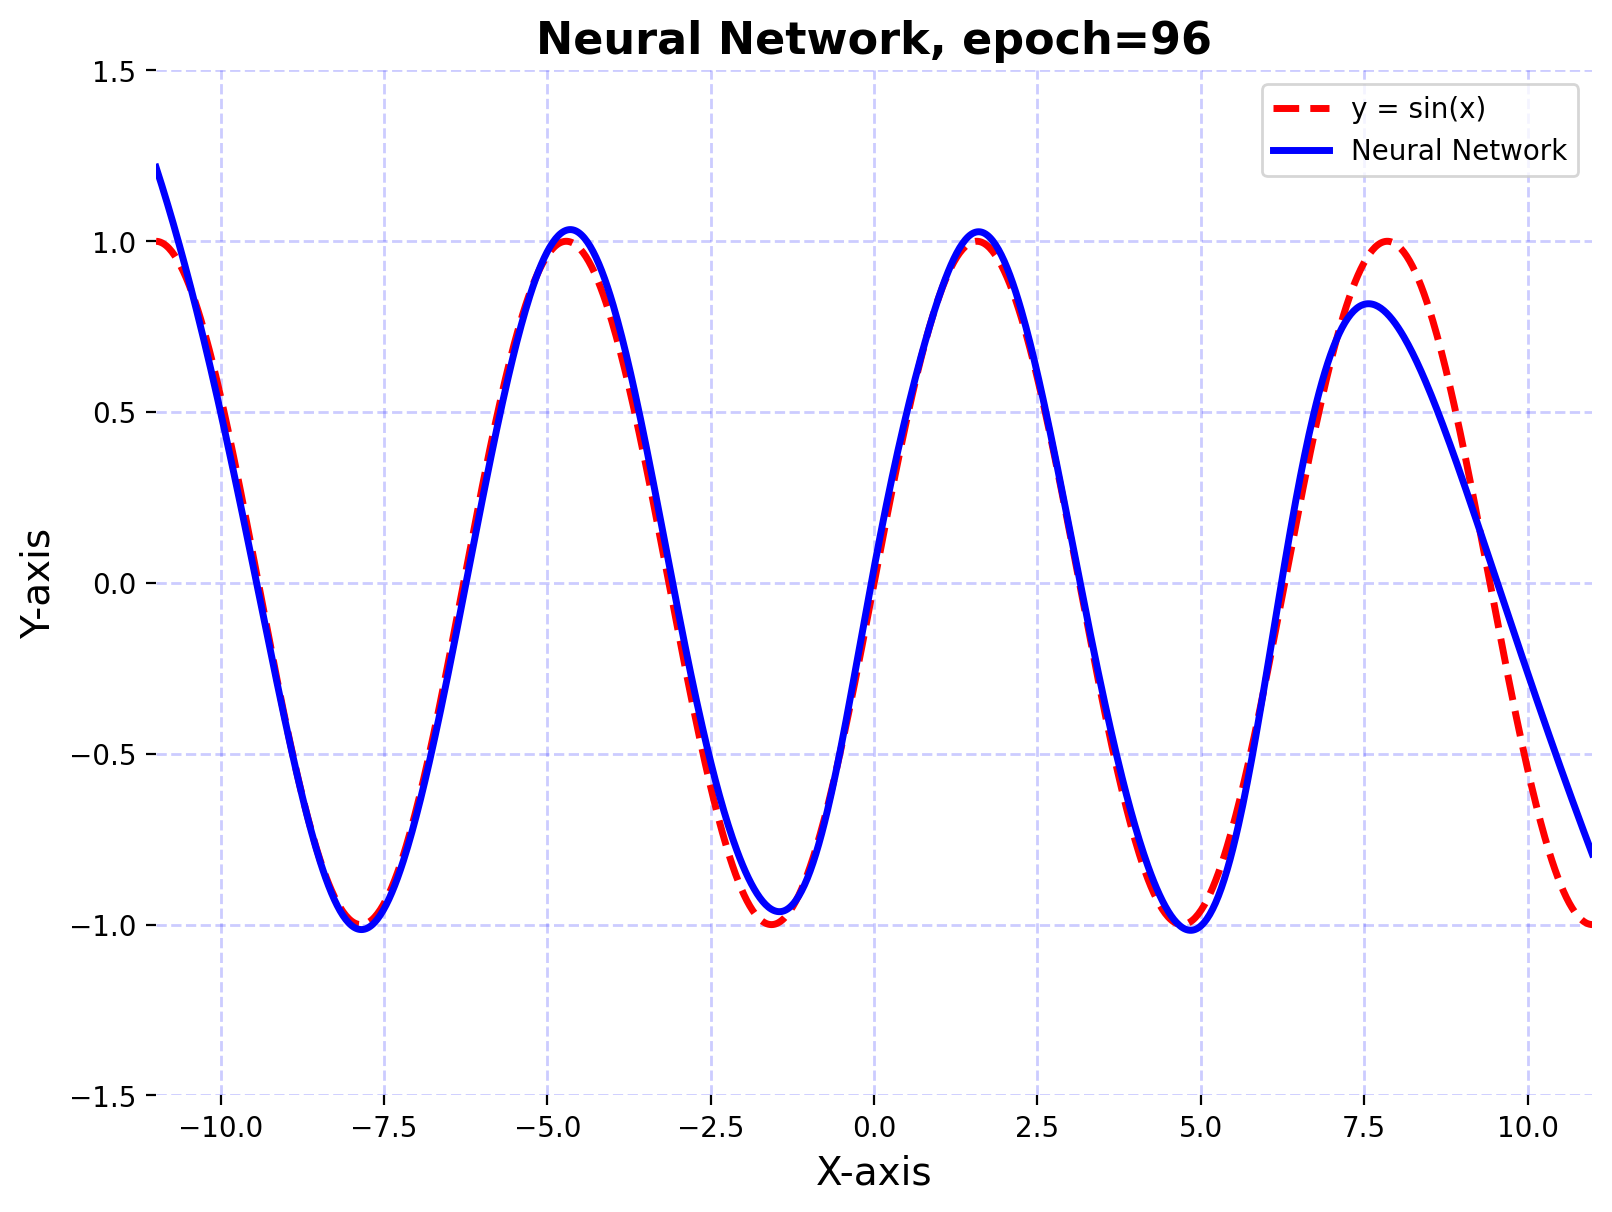 Neural Network, epoch=96
y = sin(x)
Neural Network
1.5
1.0
0.5
0.0
−0.5
−1.0
−1.5
Y-axis
−10.0 −7.5 −5.0 −2.5 0.0 2.5 5.0 7.5 10.0
X-axis